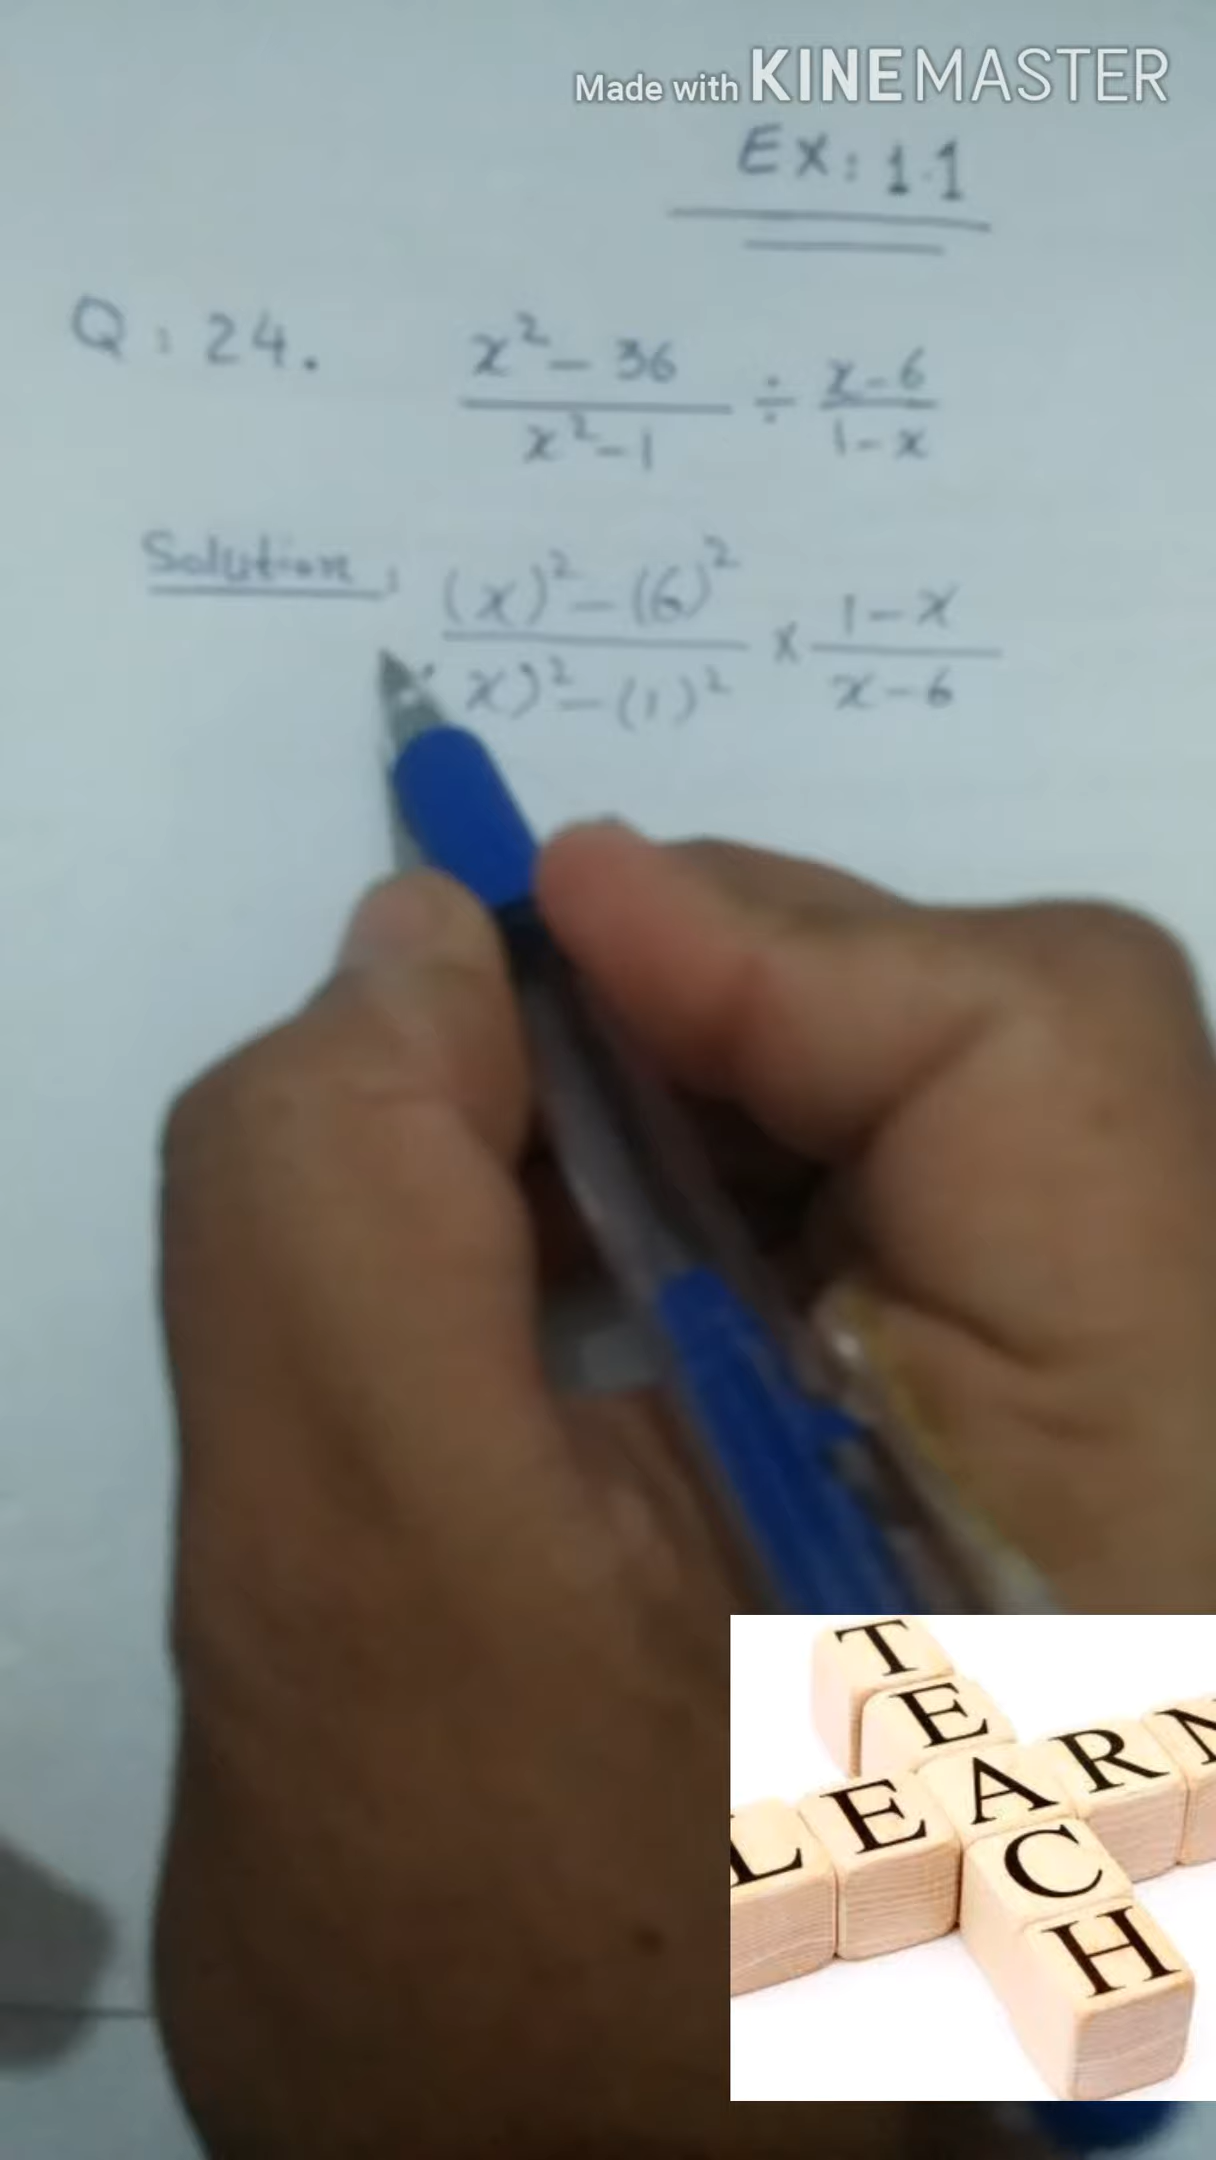 Made with KINEMASTER
Ex: 1.1
Q: 24. x² - 36 / x² - 1 ÷ x - 6 / 1 - x
Solution: (x)² - (6)² / (x)² - (1)² × 1 - x / x - 6
TEACH
LEARN